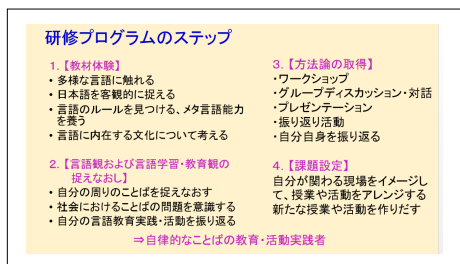 研修プログラムのステップ
1.【教材体験】
・多様な言語に触れる
・日本語を客観的に捉える
・言語のルールを見つける、メタ言語能力
を養う
・言語に内在する文化について考える
2.【言語観および言語学習・教育観の
捉えなおし】
・自分の周りのことばを捉えなおす
・社会におけることばの問題を意識する
・自分の言語教育実践・活動を振り返る
3.【方法論の取得】
・ワークショップ
・グループディスカッション・対話
・プレゼンテーション
・振り返り活動
・自分自身を振り返る
4.【課題設定】
自分が関わる現場をイメージし
て、授業や活動をアレンジする
新たな授業や活動を作りだす
⇒自律的なことばの教育・活動実践者